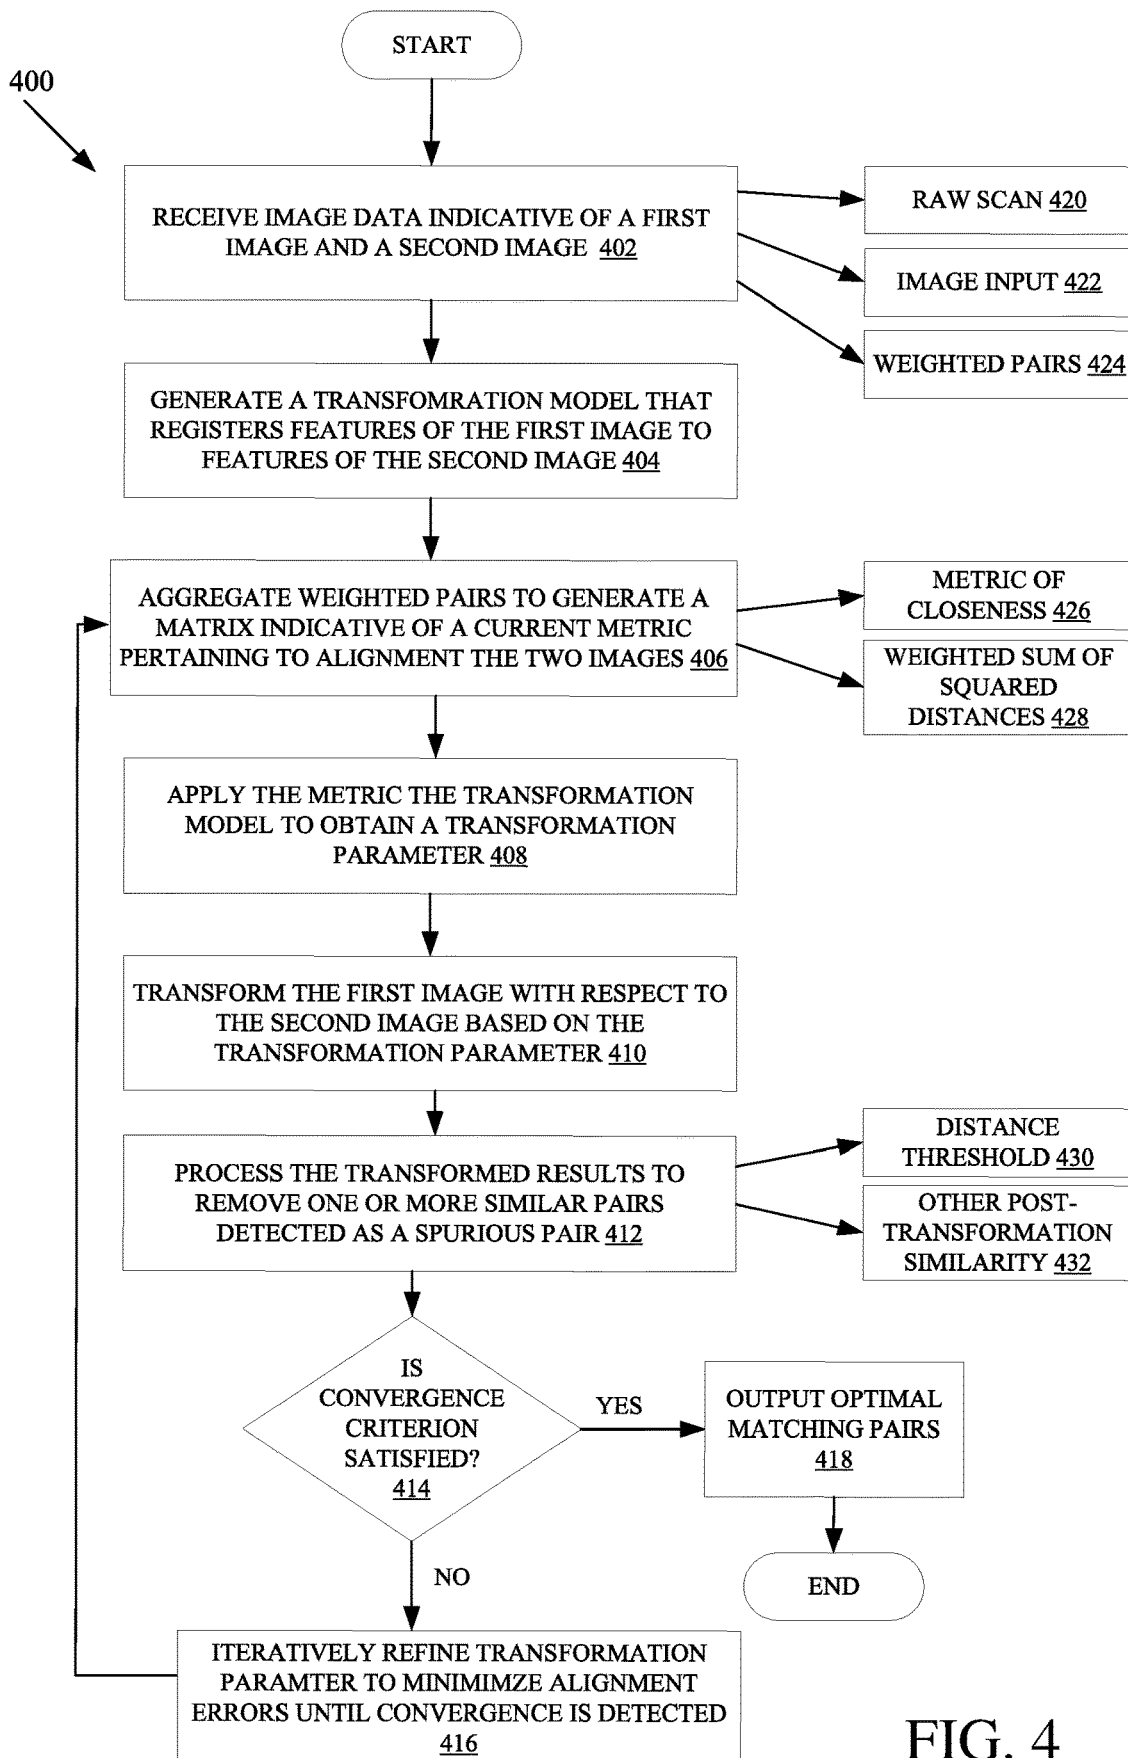 START
400
RECEIVE IMAGE DATA INDICATIVE OF A FIRST
IMAGE AND A SECOND IMAGE 402
RAW SCAN 420
IMAGE INPUT 422
WEIGHTED PAIRS 424
GENERATE A TRANSFOMRATION MODEL THAT
REGISTERS FEATURES OF THE FIRST IMAGE TO
FEATURES OF THE SECOND IMAGE 404
AGGREGATE WEIGHTED PAIRS TO GENERATE A
MATRIX INDICATIVE OF A CURRENT METRIC
PERTAINING TO ALIGNMENT THE TWO IMAGES 406
METRIC OF
CLOSENESS 426
WEIGHTED SUM OF
SQUARED
DISTANCES 428
APPLY THE METRIC THE TRANSFORMATION
MODEL TO OBTAIN A TRANSFORMATION
PARAMETER 408
TRANSFORM THE FIRST IMAGE WITH RESPECT TO
THE SECOND IMAGE BASED ON THE
TRANSFORMATION PARAMETER 410
PROCESS THE TRANSFORMED RESULTS TO
REMOVE ONE OR MORE SIMILAR PAIRS
DETECTED AS A SPURIOUS PAIR 412
DISTANCE
THRESHOLD 430
OTHER POST-
TRANSFORMATION
SIMILARITY 432
IS
CONVERGENCE
CRITERION
SATISFIED?
414
YES
OUTPUT OPTIMAL
MATCHING PAIRS
418
END
NO
ITERATIVELY REFINE TRANSFORMATION
PARAMTER TO MINIMIMZE ALIGNMENT
ERRORS UNTIL CONVERGENCE IS DETECTED
416
FIG. 4